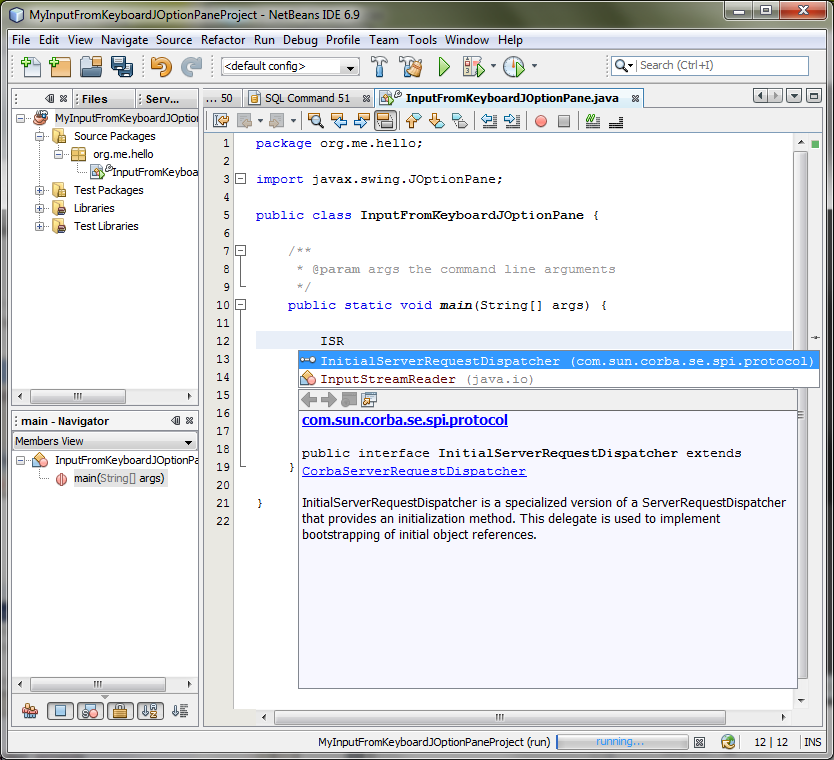 MyInputFromKeyboardJOptionPaneProject - NetBeans IDE 6.9
File Edit View Navigate Source Refactor Run Debug Profile Team Tools Window Help
<default config>
Search (Ctrl+I)
Files
Serv...
... 50
SQL Command 51
InputFromKeyboardJOptionPane.java
MyInputFromKeyboardJOption
Source Packages
org.me.hello
InputFromKeyboa
Test Packages
Libraries
Test Libraries
main - Navigator
Members View
InputFromKeyboardJOptionPa
main(String[] args)
1 package org.me.hello;
2
3 import javax.swing.JOptionPane;
4
5 public class InputFromKeyboardJOptionPane {
6
7 /**
8 * @param args the command line arguments
9 */
10 public static void main(String[] args) {
11
12 ISR
13
14
15
16
17
18
19 }
20
21 }
22
InitialServerRequestDispatcher (com.sun.corba.se.spi.protocol)
InputStreamReader (java.io)
com.sun.corba.se.spi.protocol
public interface InitialServerRequestDispatcher extends
CorbaServerRequestDispatcher
InitialServerRequestDispatcher is a specialized version of a ServerRequestDispatcher
that provides an initialization method. This delegate is used to implement
bootstrapping of initial object references.
MyInputFromKeyboardJOptionPaneProject (run)
running...
12 | 12
INS